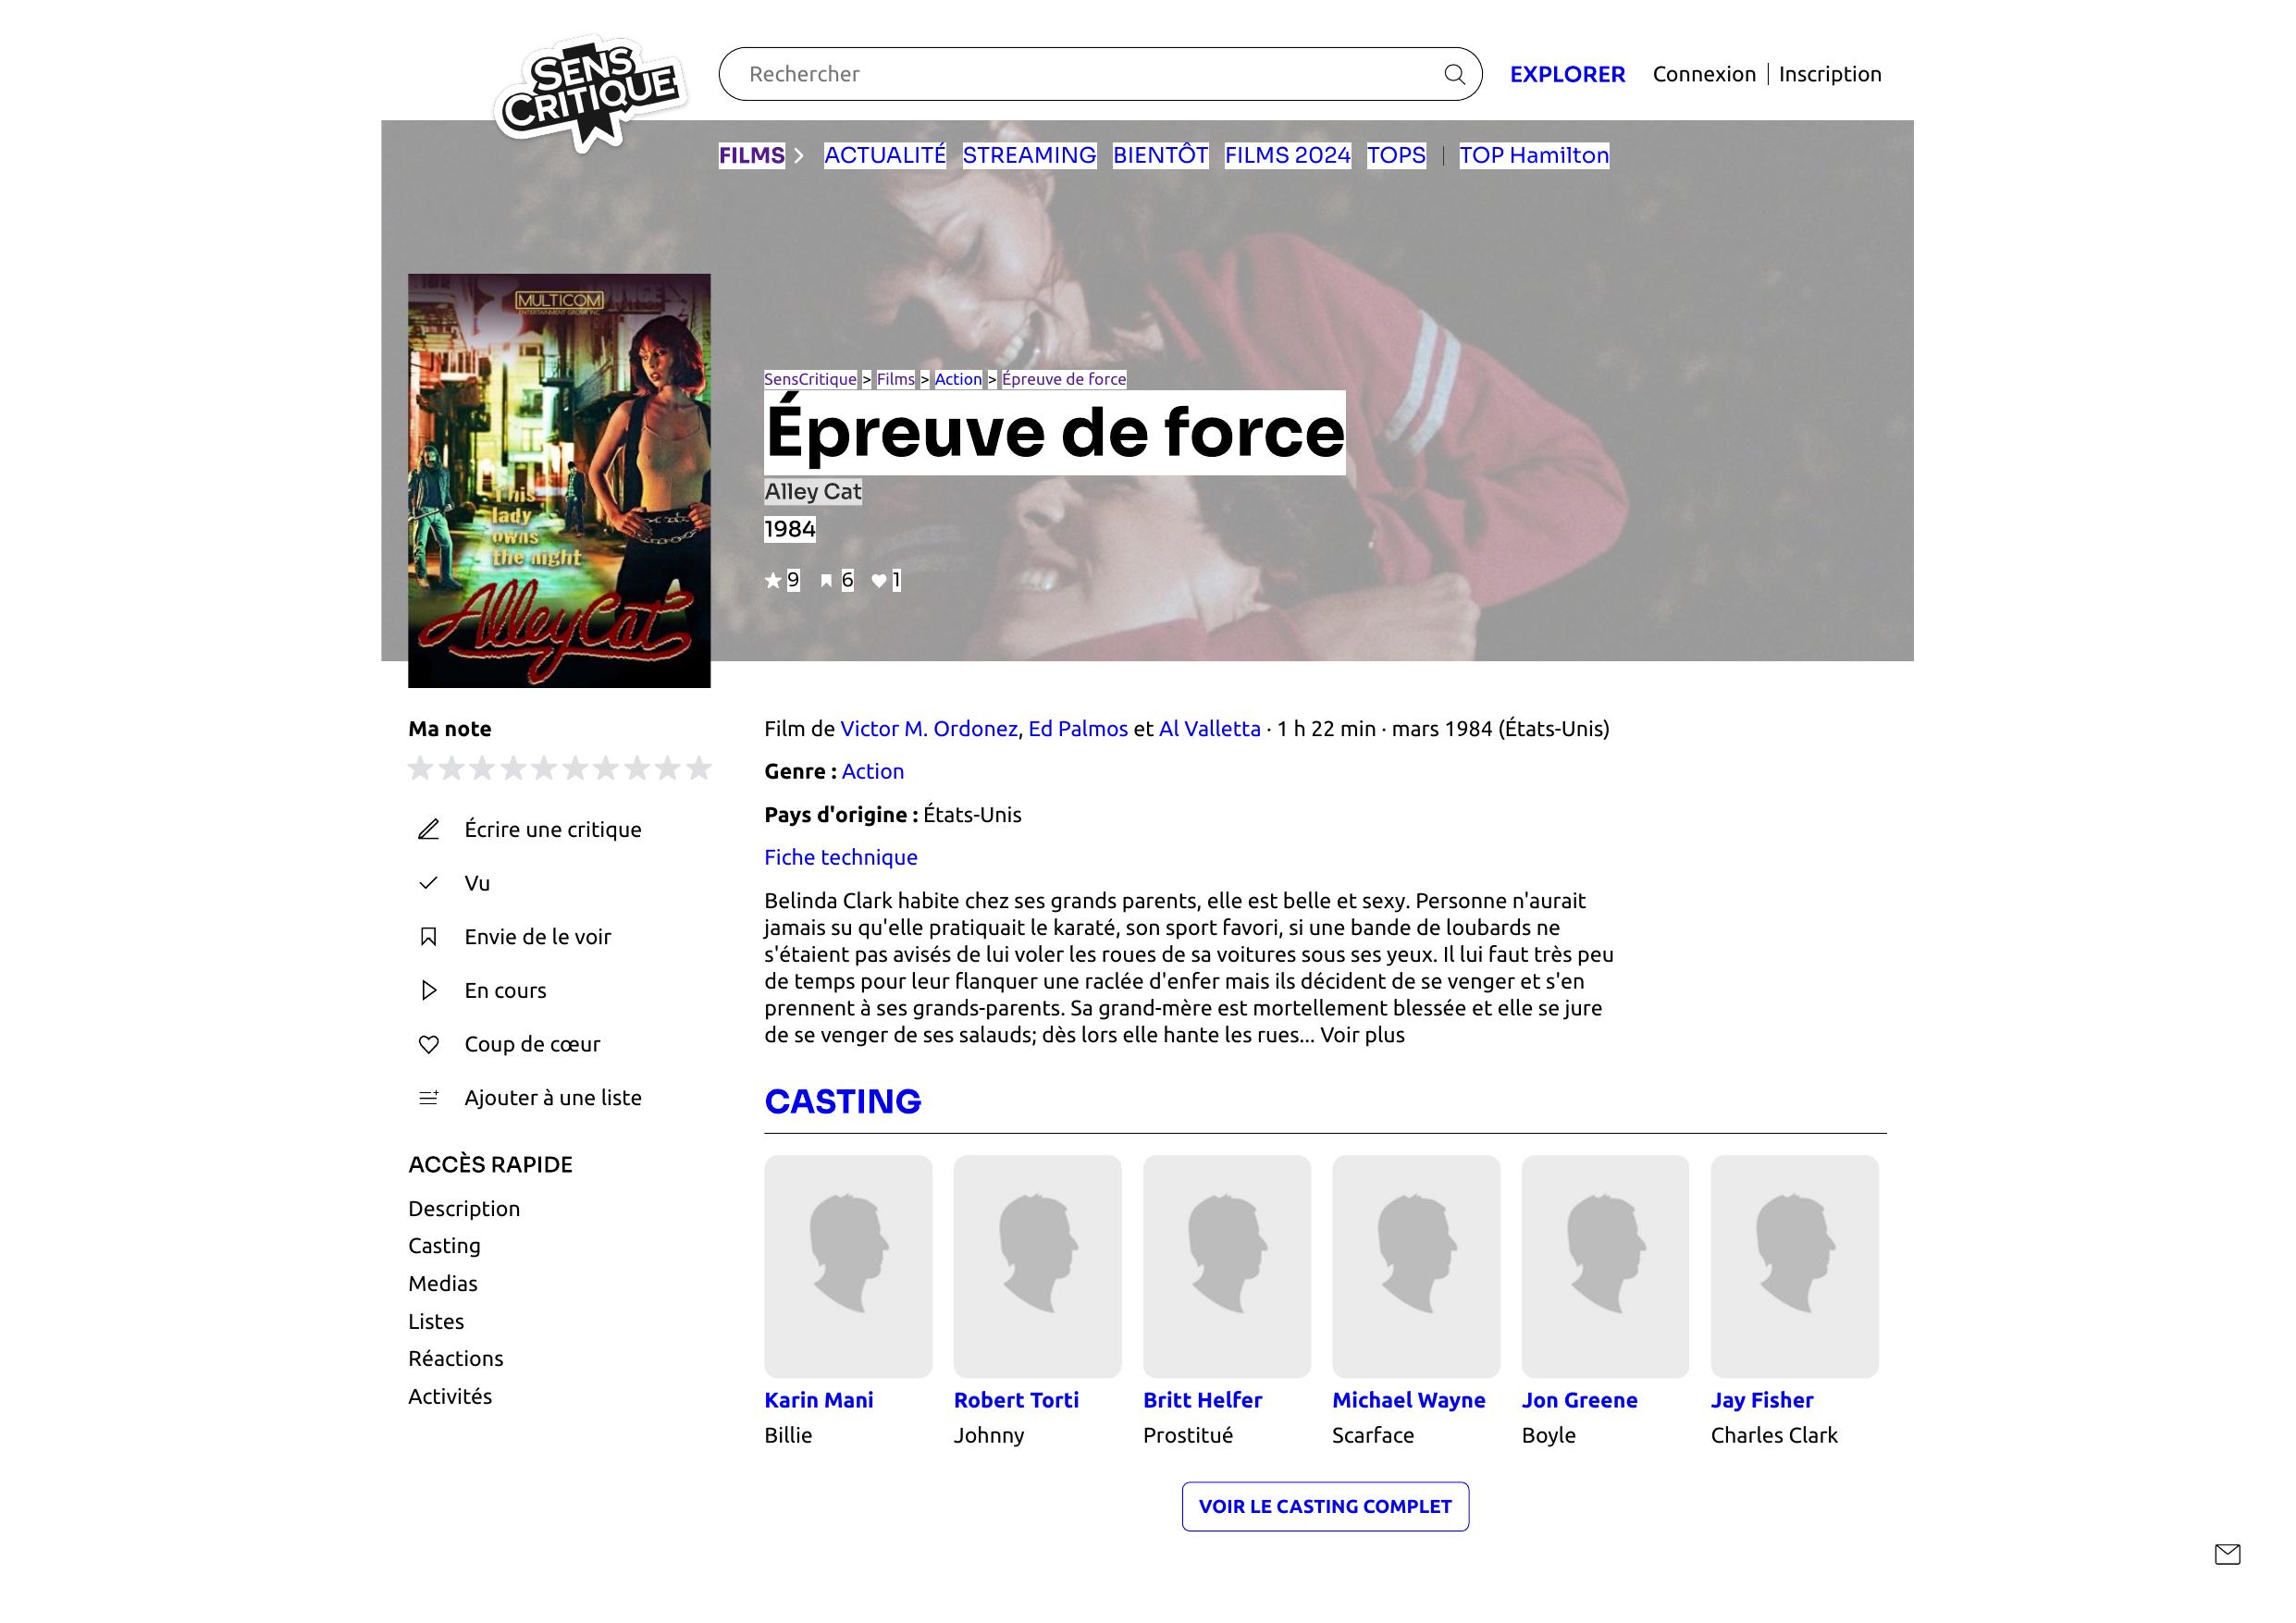 SENS CRITIQUE
Rechercher
EXPLORER
Connexion | Inscription
FILMS
ACTUALITÉ
STREAMING
BIENTÔT
FILMS 2024
TOPS
TOP Hamilton
MULTICOM
ENTERTAINMENT GROUP, INC
This
lady
owns
the night
Alley Cat
SensCritique > Films > Action > Épreuve de force
Épreuve de force
Alley Cat
1984
9 6 1
Ma note
Écrire une critique
Vu
Envie de le voir
En cours
Coup de cœur
Ajouter à une liste
ACCÈS RAPIDE
Description
Casting
Medias
Listes
Réactions
Activités
Film de Victor M. Ordonez, Ed Palmos et Al Valletta · 1 h 22 min · mars 1984 (États-Unis)
Genre : Action
Pays d'origine : États-Unis
Fiche technique
Belinda Clark habite chez ses grands parents, elle est belle et sexy. Personne n'aurait
jamais su qu'elle pratiquait le karaté, son sport favori, si une bande de loubards ne
s'étaient pas avisés de lui voler les roues de sa voitures sous ses yeux. Il lui faut très peu
de temps pour leur flanquer une raclée d'enfer mais ils décident de se venger et s'en
prennent à ses grands-parents. Sa grand-mère est mortellement blessée et elle se jure
de se venger de ses salauds; dès lors elle hante les rues... Voir plus
CASTING
Karin Mani
Billie
Robert Torti
Johnny
Britt Helfer
Prostitué
Michael Wayne
Scarface
Jon Greene
Boyle
Jay Fisher
Charles Clark
VOIR LE CASTING COMPLET